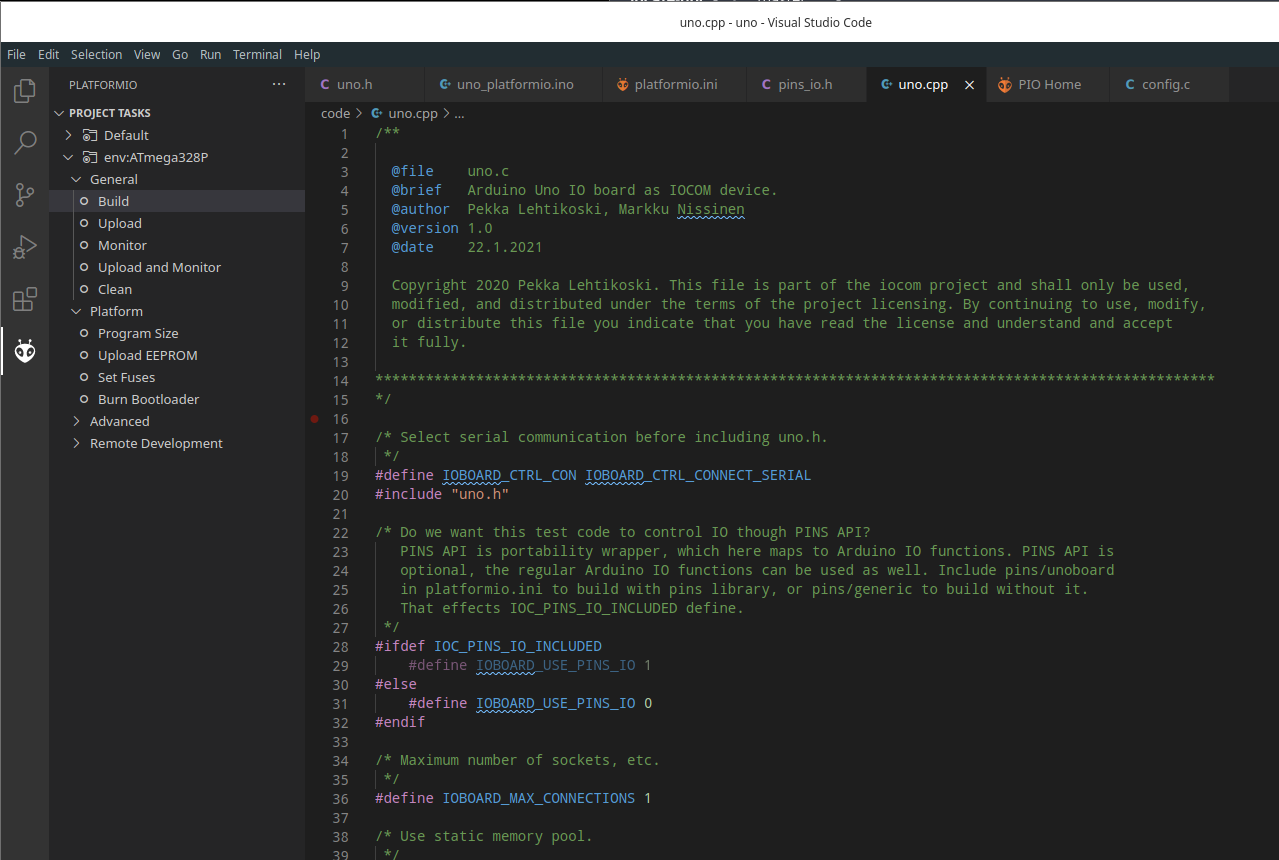 uno.cpp - uno - Visual Studio Code
File Edit Selection View Go Run Terminal Help
PLATFORMIO ···
PROJECT TASKS
Default
env:ATmega328P
General
Build
Upload
Monitor
Upload and Monitor
Clean
Platform
Program Size
Upload EEPROM
Set Fuses
Burn Bootloader
Advanced
Remote Development
uno.h uno_platformio.ino platformio.ini pins_io.h uno.cpp PIO Home config.c
code > uno.cpp > ...
1 /**
2
3 @file uno.c
4 @brief Arduino Uno IO board as IOCOM device.
5 @author Pekka Lehtikoski, Markku Nissinen
6 @version 1.0
7 @date 22.1.2021
8
9 Copyright 2020 Pekka Lehtikoski. This file is part of the iocom project and shall only be used,
10 modified, and distributed under the terms of the project licensing. By continuing to use, modify,
11 or distribute this file you indicate that you have read the license and understand and accept
12 it fully.
13
14 ****************************************************************************************************
15 */
16
17 /* Select serial communication before including uno.h.
18 */
19 #define IOBOARD_CTRL_CON IOBOARD_CTRL_CONNECT_SERIAL
20 #include "uno.h"
21
22 /* Do we want this test code to control IO though PINS API?
23 PINS API is portability wrapper, which here maps to Arduino IO functions. PINS API is
24 optional, the regular Arduino IO functions can be used as well. Include pins/unoboard
25 in platformio.ini to build with pins library, or pins/generic to build without it.
26 That effects IOC_PINS_IO_INCLUDED define.
27 */
28 #ifdef IOC_PINS_IO_INCLUDED
29 #define IOBOARD_USE_PINS_IO 1
30 #else
31 #define IOBOARD_USE_PINS_IO 0
32 #endif
33
34 /* Maximum number of sockets, etc.
35 */
36 #define IOBOARD_MAX_CONNECTIONS 1
37
38 /* Use static memory pool.
39 */